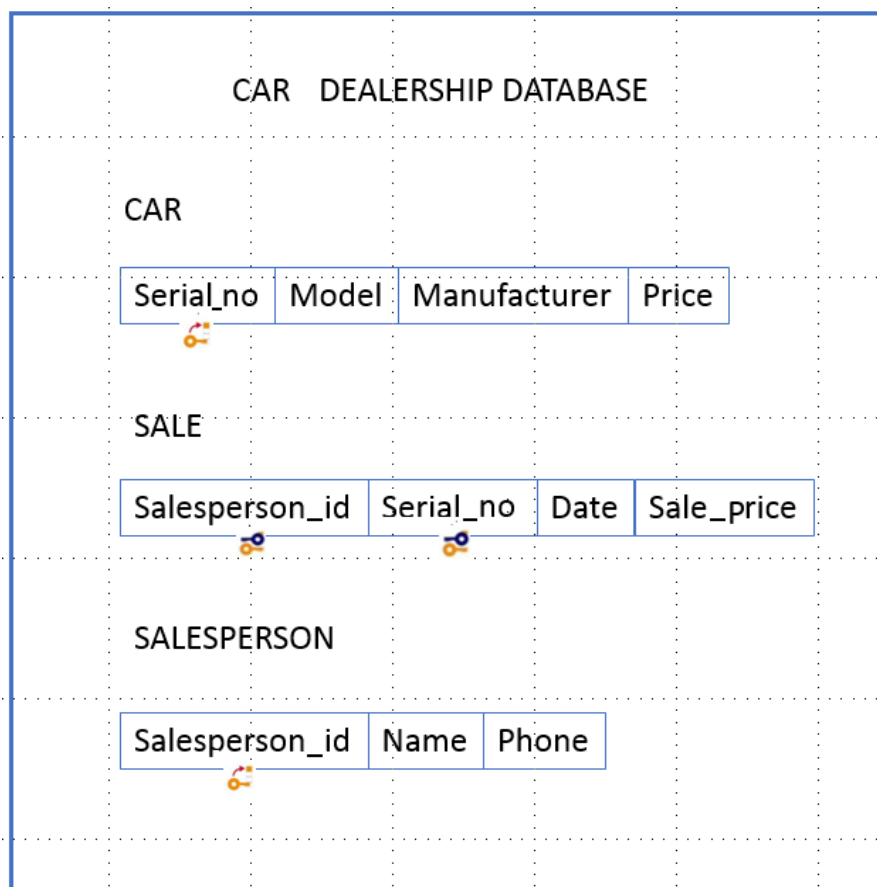 CAR DEALERSHIP DATABASE
CAR
Serial_no Model Manufacturer Price
SALE
Salesperson_id Serial_no Date Sale_price
SALESPERSON
Salesperson_id Name Phone